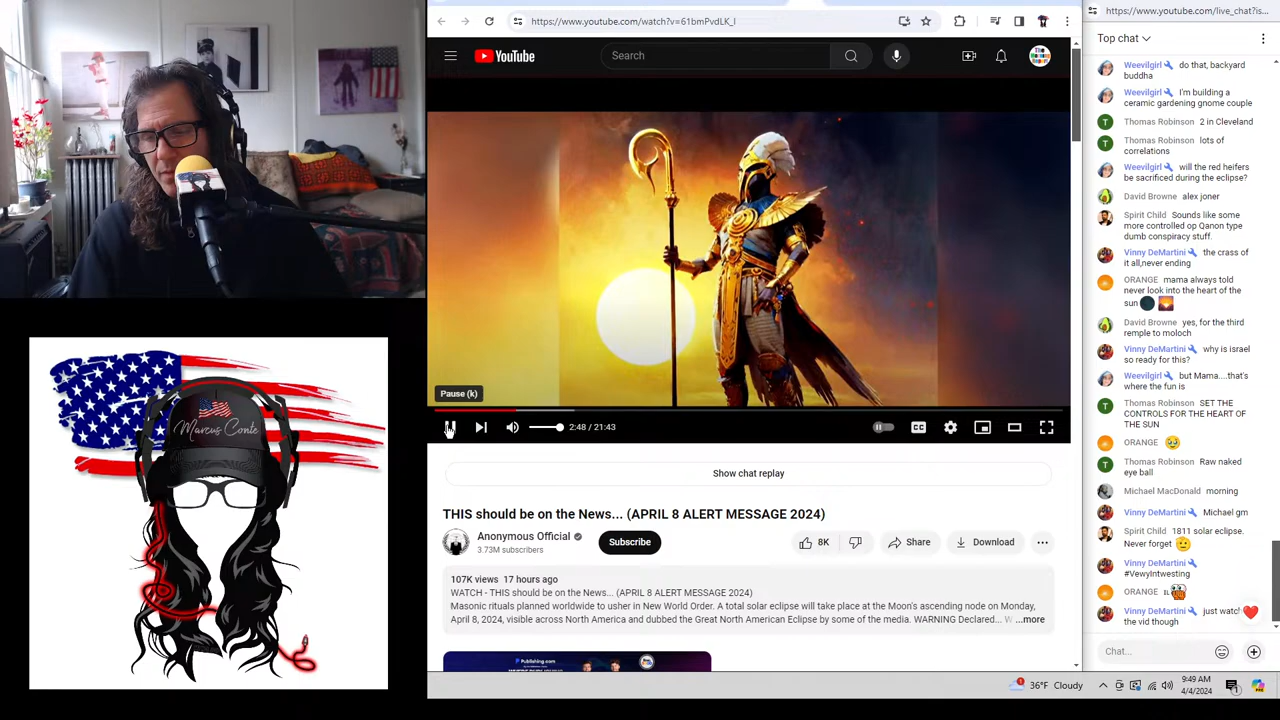 https://www.youtube.com/watch?v=61bmPvdLK_I
https://www.youtube.com/live_chat?is...
YouTube
Search
Top chat
Weevilgirl do that, backyard
buddha
Weevilgirl I'm building a
ceramic gardening gnome couple
Thomas Robinson 2 in Cleveland
Thomas Robinson lots of
correlations
Weevilgirl will the red heifers
be sacrificed during the eclipse?
David Browne alex joner
Spirit Child Sounds like some
more controlled op Qanon type
dumb conspiracy stuff.
Vinny DeMartini the crass of
it all,never ending
ORANGE mama always told
never look into the heart of the
sun
David Browne yes, for the third
remple to moloch
Vinny DeMartini why is israel
so ready for this?
Weevilgirl but Mama....that's
where the fun is
Thomas Robinson SET THE
CONTROLS FOR THE HEART OF
THE SUN
ORANGE
Thomas Robinson Raw naked
eye ball
Michael MacDonald morning
Vinny DeMartini Michael gm
Spirit Child 1811 solar eclipse.
Never forget
Vinny DeMartini
#VewyIntwesting
ORANGE
Vinny DeMartini just watch
the vid though
Chat...
Pause (k)
2:48 / 21:43
CC
Show chat replay
THIS should be on the News... (APRIL 8 ALERT MESSAGE 2024)
Anonymous Official
3.73M subscribers
Subscribe
8K
Share
Download
107K views 17 hours ago
WATCH - THIS should be on the News... (APRIL 8 ALERT MESSAGE 2024)
Masonic rituals planned worldwide to usher in New World Order. A total solar eclipse will take place at the Moon's ascending node on Monday,
April 8, 2024, visible across North America and dubbed the Great North American Eclipse by some of the media. WARNING Declared... W ...more
Publishing.com
Marcus Conte
36°F Cloudy
9:49 AM
4/4/2024